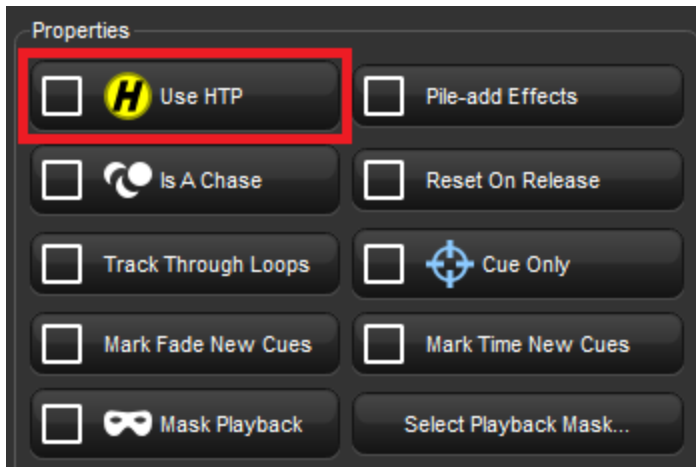 Properties
H Use HTP
Pile-add Effects
Is A Chase
Reset On Release
Track Through Loops
Cue Only
Mark Fade New Cues
Mark Time New Cues
Mask Playback
Select Playback Mask...